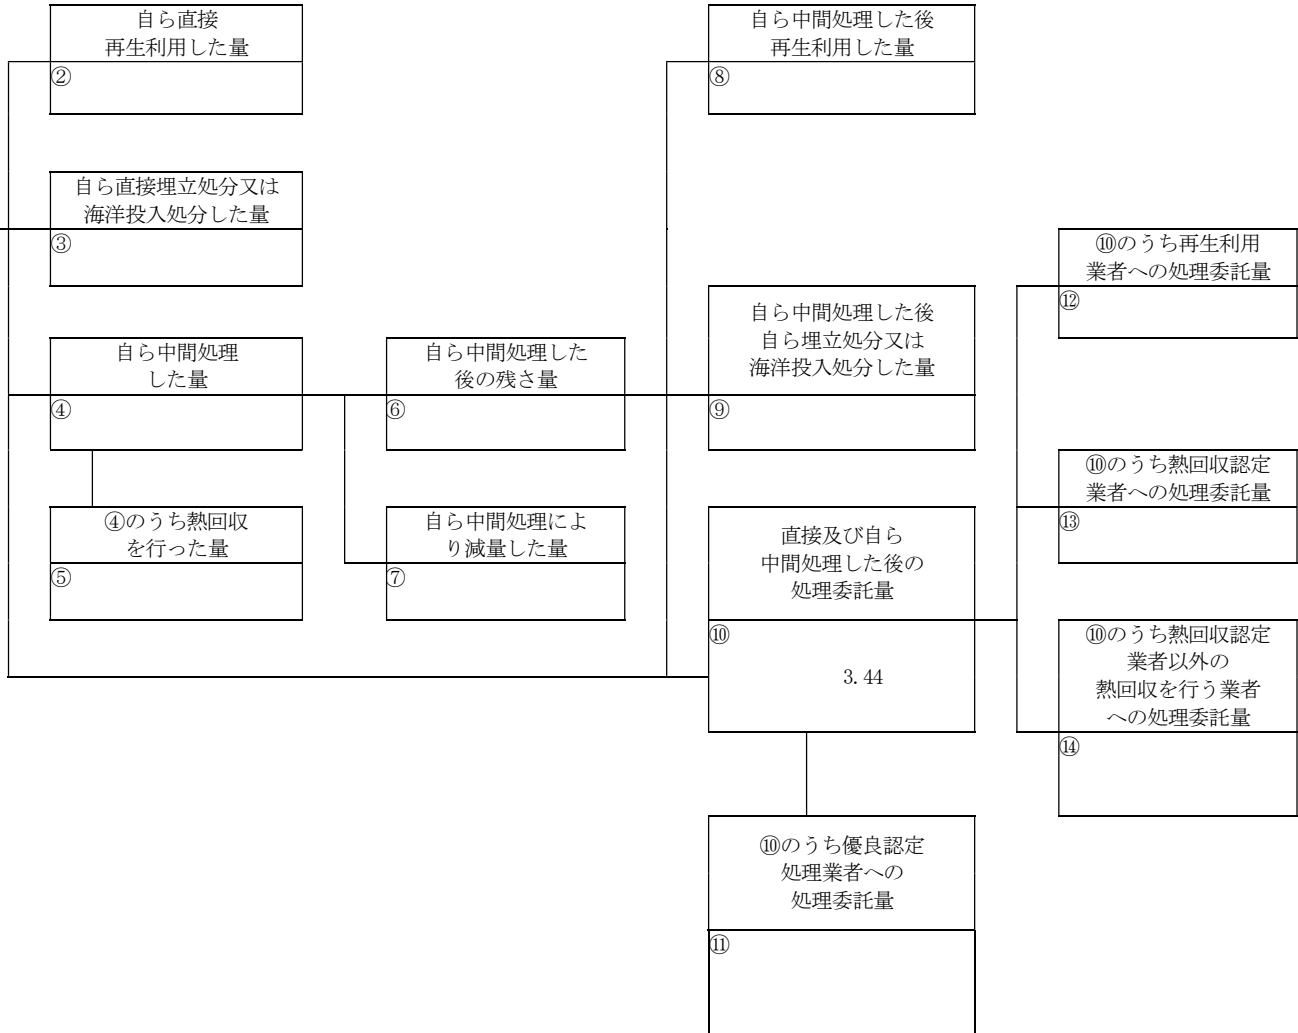 自ら直接
再生利用した量
②
自ら中間処理した後
再生利用した量
⑧
自ら直接埋立処分又は
海洋投入処分した量
③
⑩のうち再生利用
業者への処理委託量
⑫
自ら中間処理
した量
④
自ら中間処理した
後の残さ量
⑥
自ら中間処理した後
自ら埋立処分又は
海洋投入処分した量
⑨
⑩のうち熱回収認定
業者への処理委託量
⑬
④のうち熱回収
を行った量
⑤
自ら中間処理によ
り減量した量
⑦
直接及び自ら
中間処理した後の
処理委託量
⑩
3.44
⑩のうち熱回収認定
業者以外の
熱回収を行う業者
への処理委託量
⑭
⑩のうち優良認定
処理業者への
処理委託量
⑪